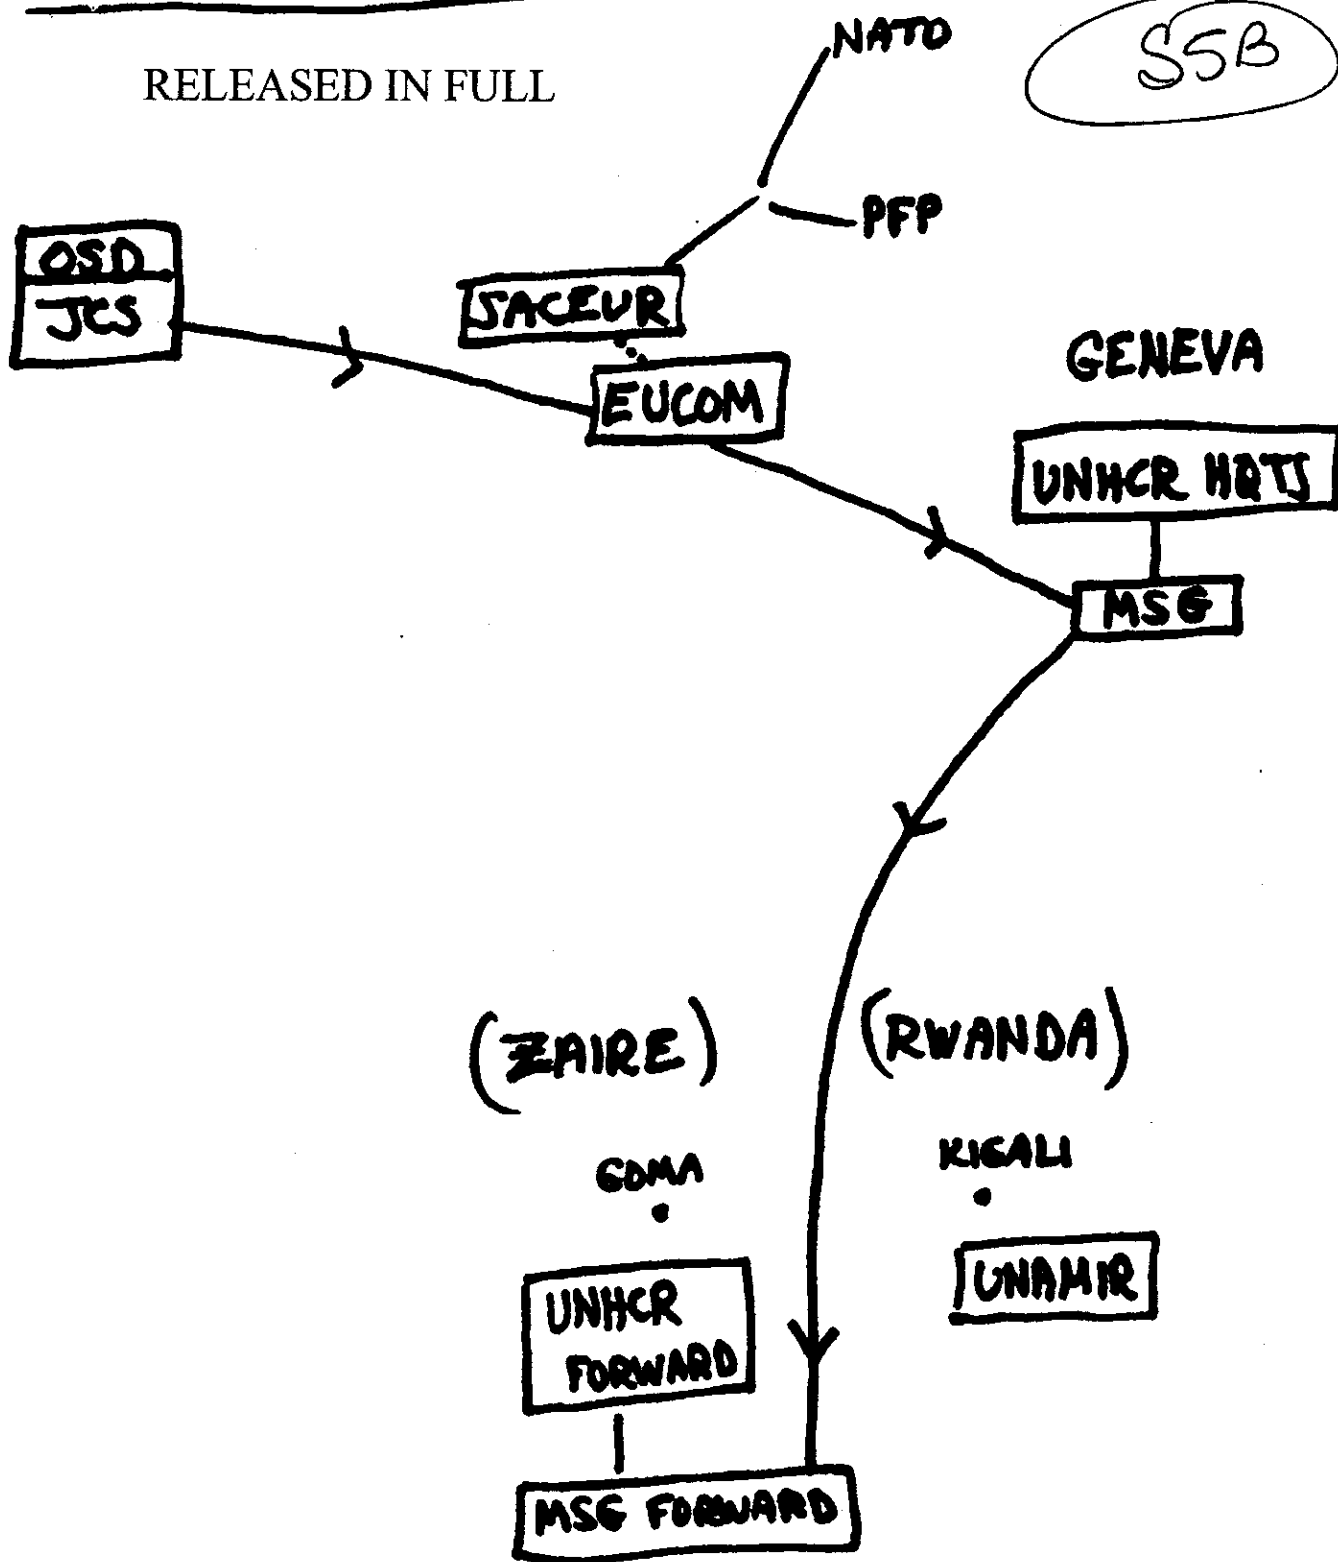 NATO
S5B
RELEASED IN FULL
PFP
OSD
JCS
SACEUR
EUCOM
GENEVA
UNHCR HQTS
MSG
(ZAIRE)
(RWANDA)
GOMA
KIGALI
UNHCR
FORWARD
UNAMIR
MSG FORWARD